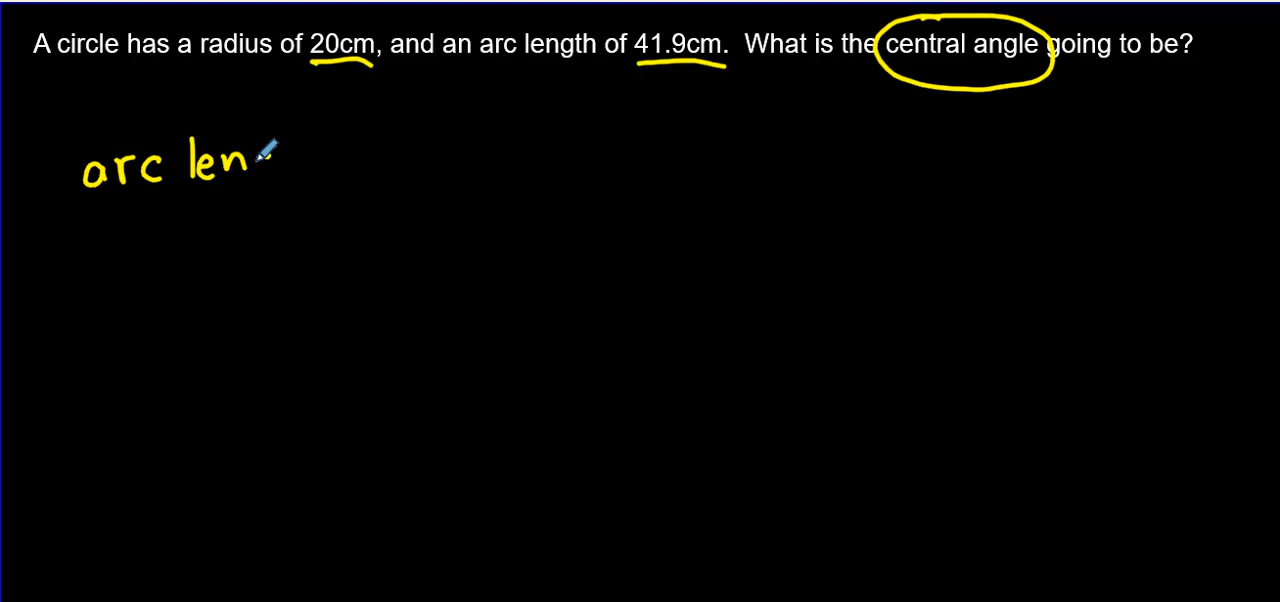 A circle has a radius of 20cm, and an arc length of 41.9cm.  What is the central angle going to be?
arc len